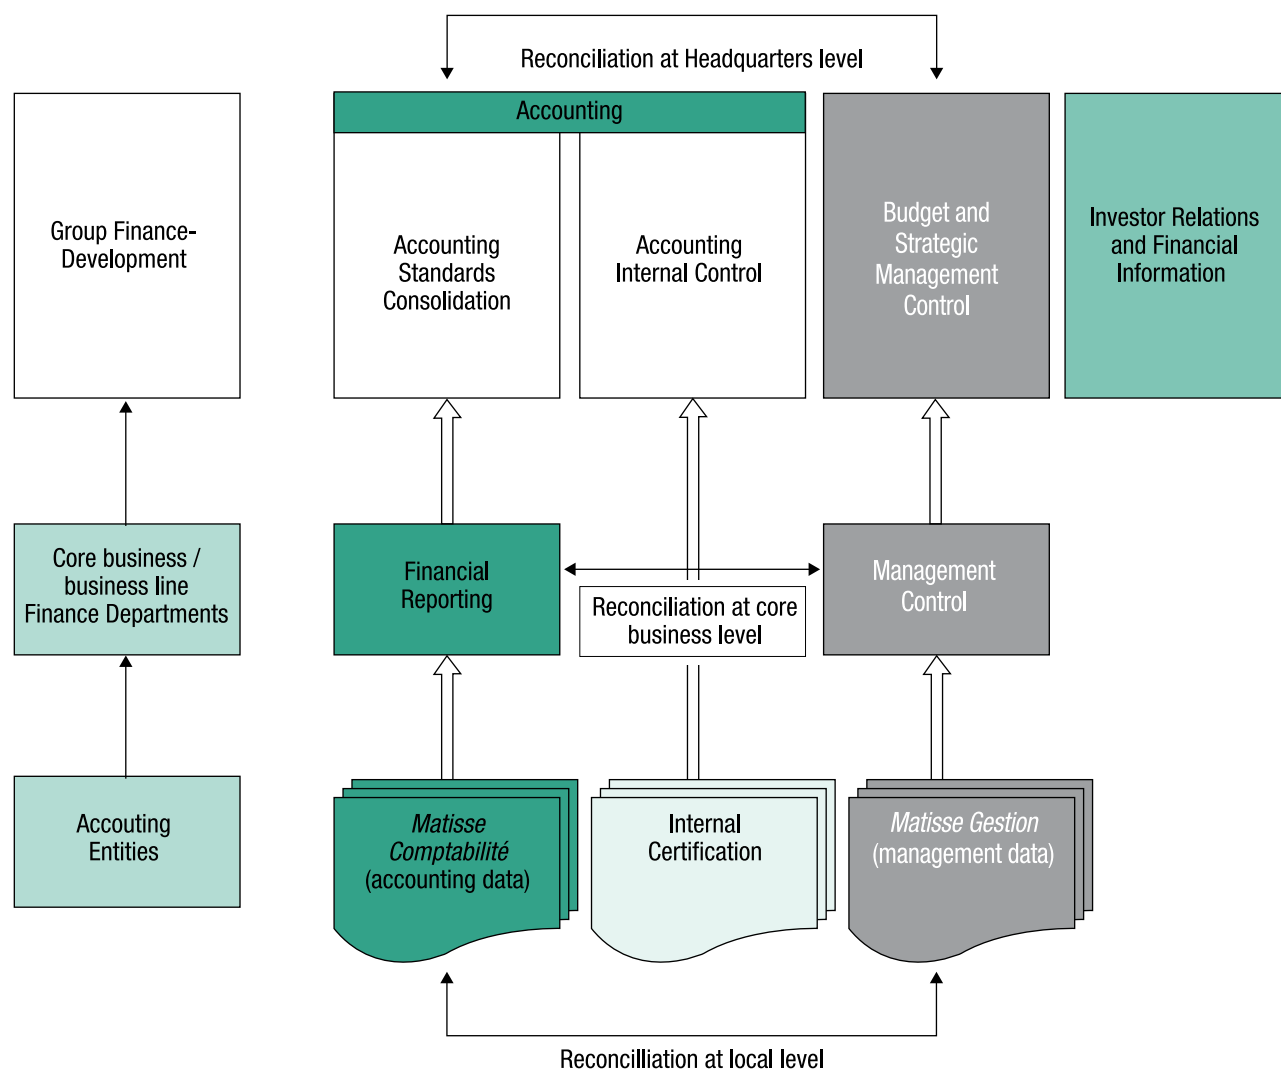 Reconciliation at Headquarters level
Accounting
Group Finance-
Development
Accounting
Standards
Consolidation
Accounting
Internal Control
Budget and
Strategic
Management
Control
Investor Relations
and Financial
Information
Core business /
business line
Finance Departments
Financial
Reporting
Reconciliation at core
business level
Management
Control
Accouting
Entities
Matisse
Comptabilité
(accounting data)
Internal
Certification
Matisse Gestion
(management data)
Reconcilliation at local level